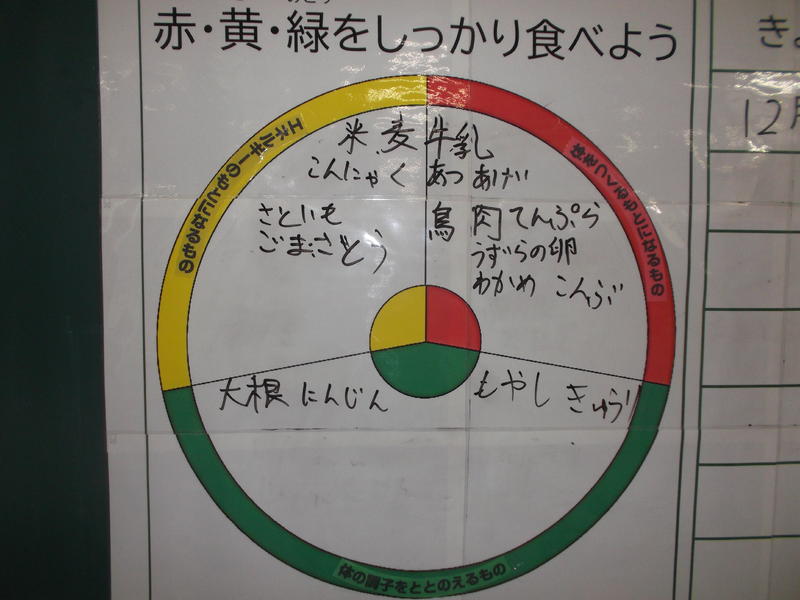 赤・黄・緑をしっかり食べよう
エネルギーのもとになるもの
米 麦
こんにゃく
さといも
ごま さとう
体をつくるもとになるもの
牛乳
あつあげ
鳥肉 てんぷら
うずらの卵
わかめ こんぶ
大根 にんじん もやし きゅうり
体の調子をととのえるもの
12月